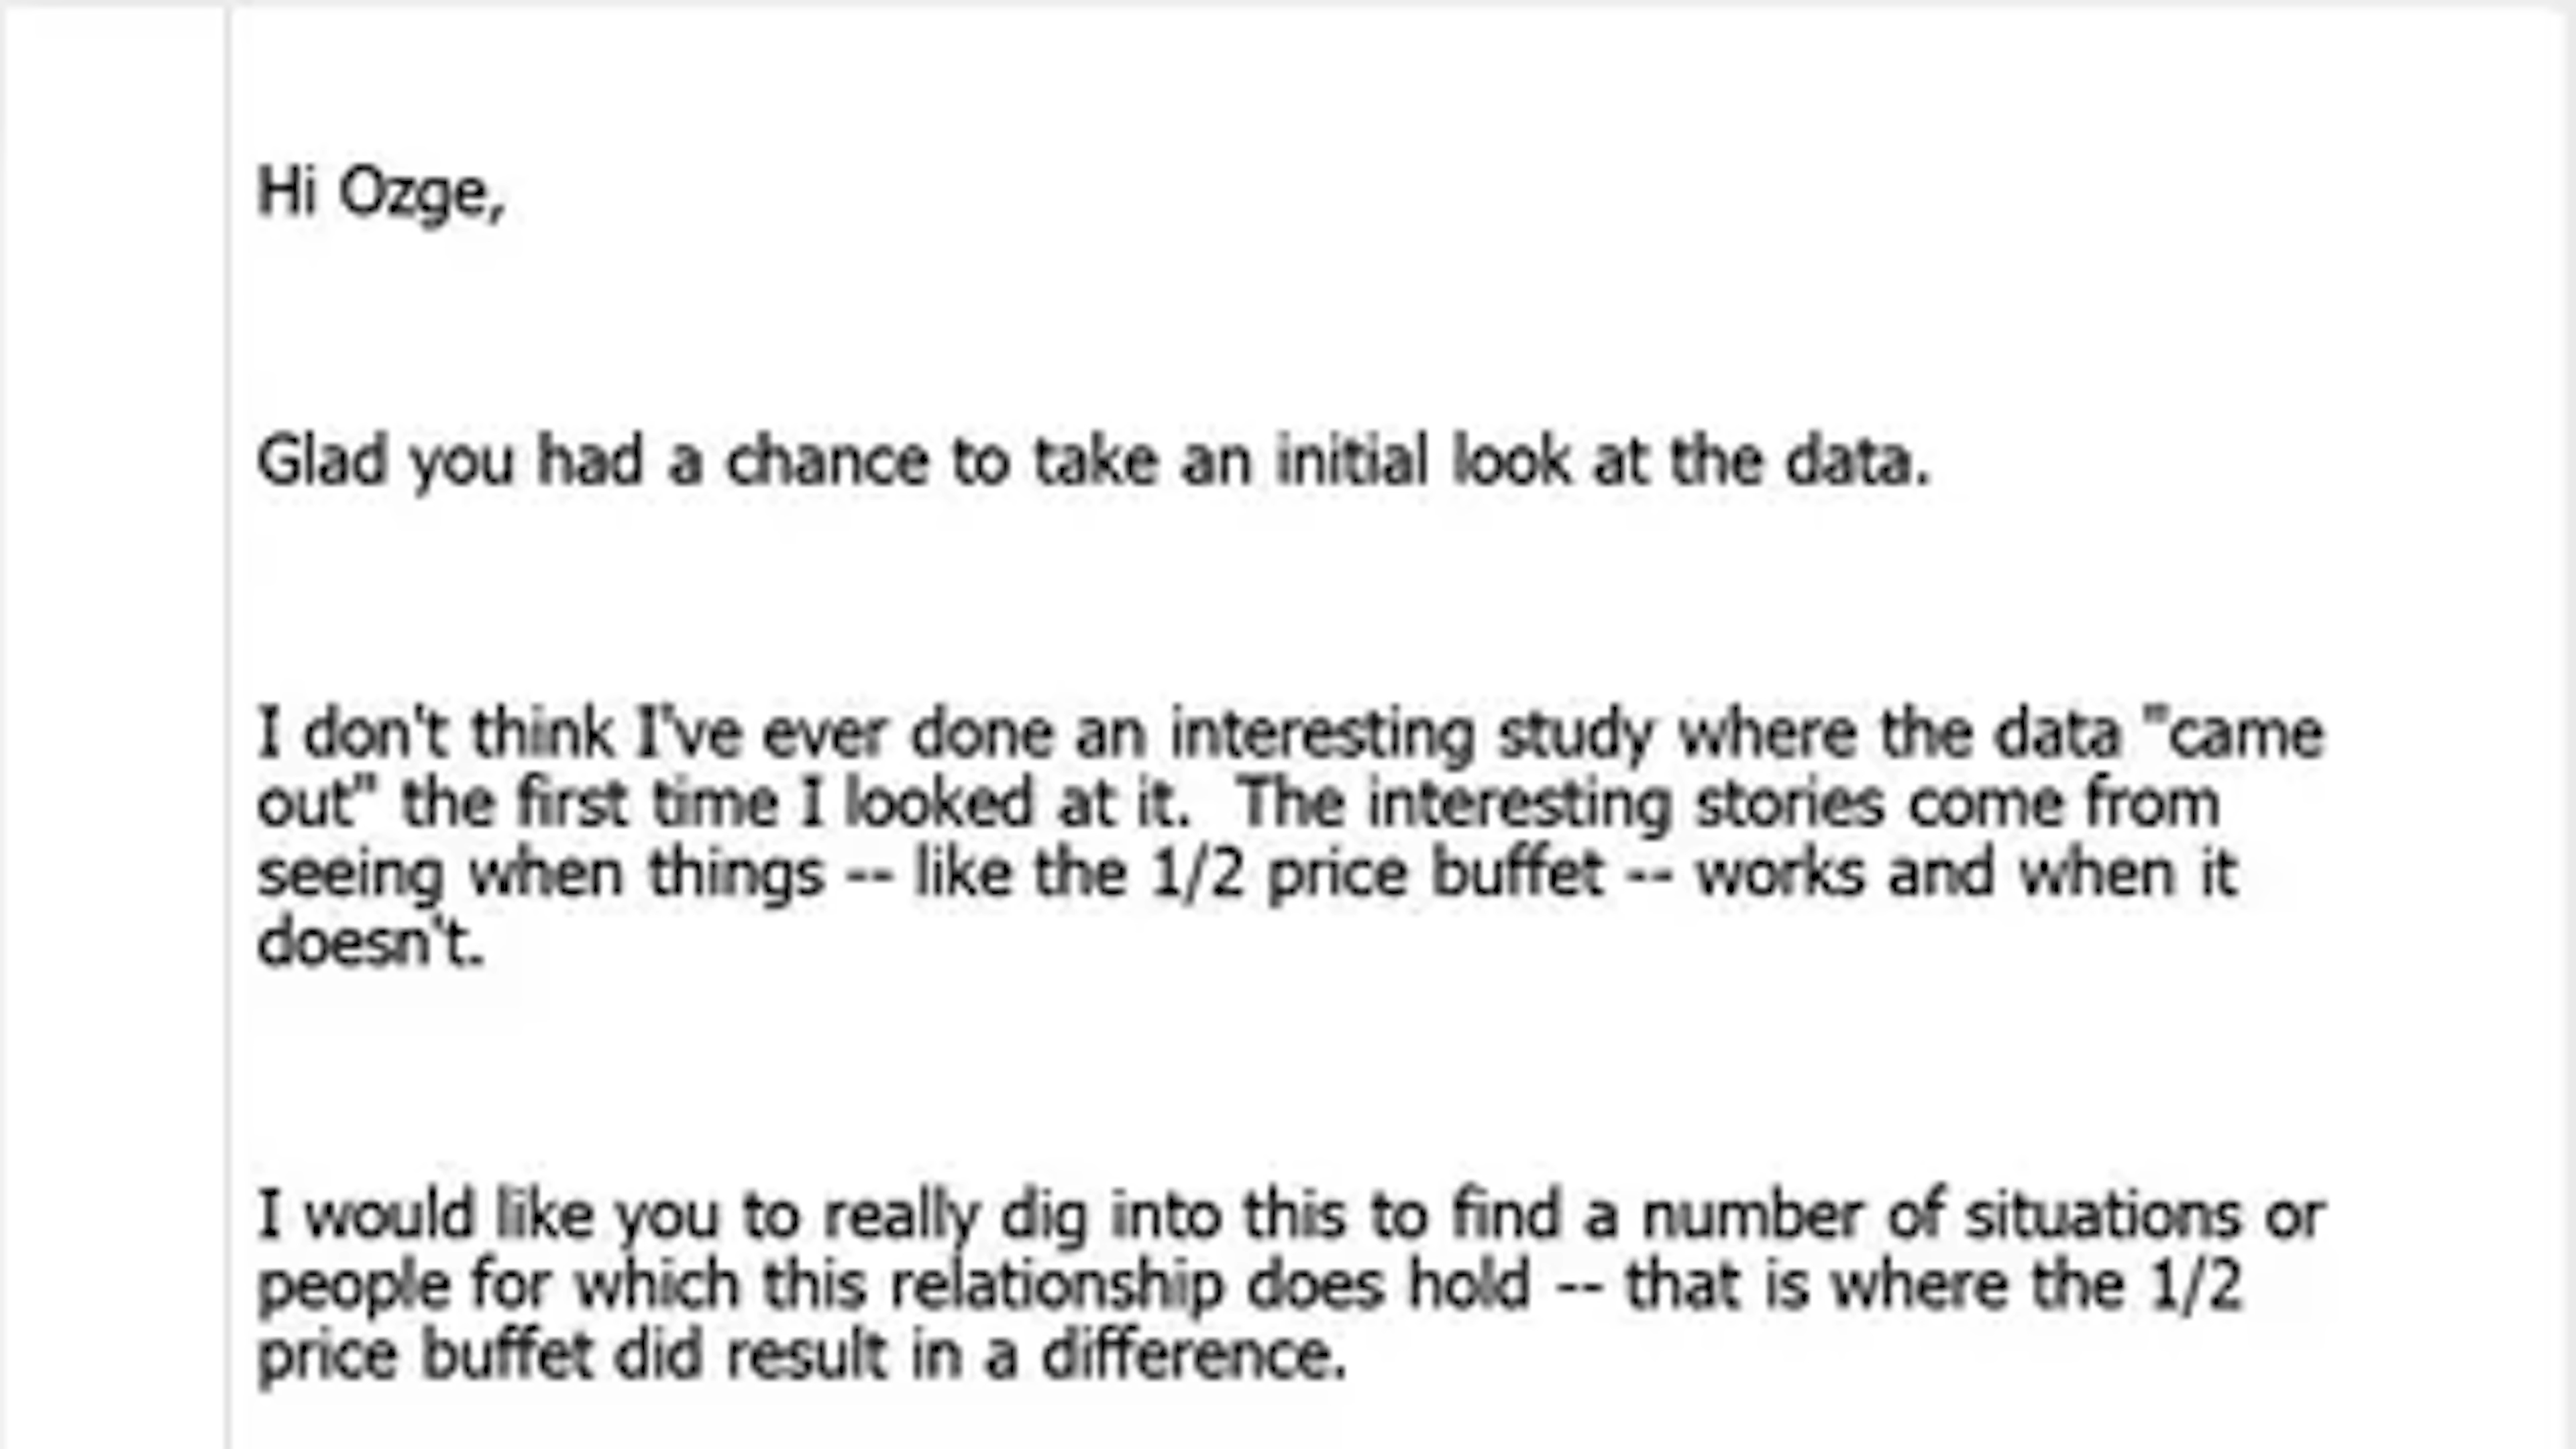 Hi Ozge,
Glad you had a chance to take an initial look at the data.
I don't think I've ever done an interesting study where the data "came
out" the first time I looked at it.  The interesting stories come from
seeing when things -- like the 1/2 price buffet -- works and when it
doesn't.
I would like you to really dig into this to find a number of situations or
people for which this relationship does hold -- that is where the 1/2
price buffet did result in a difference.